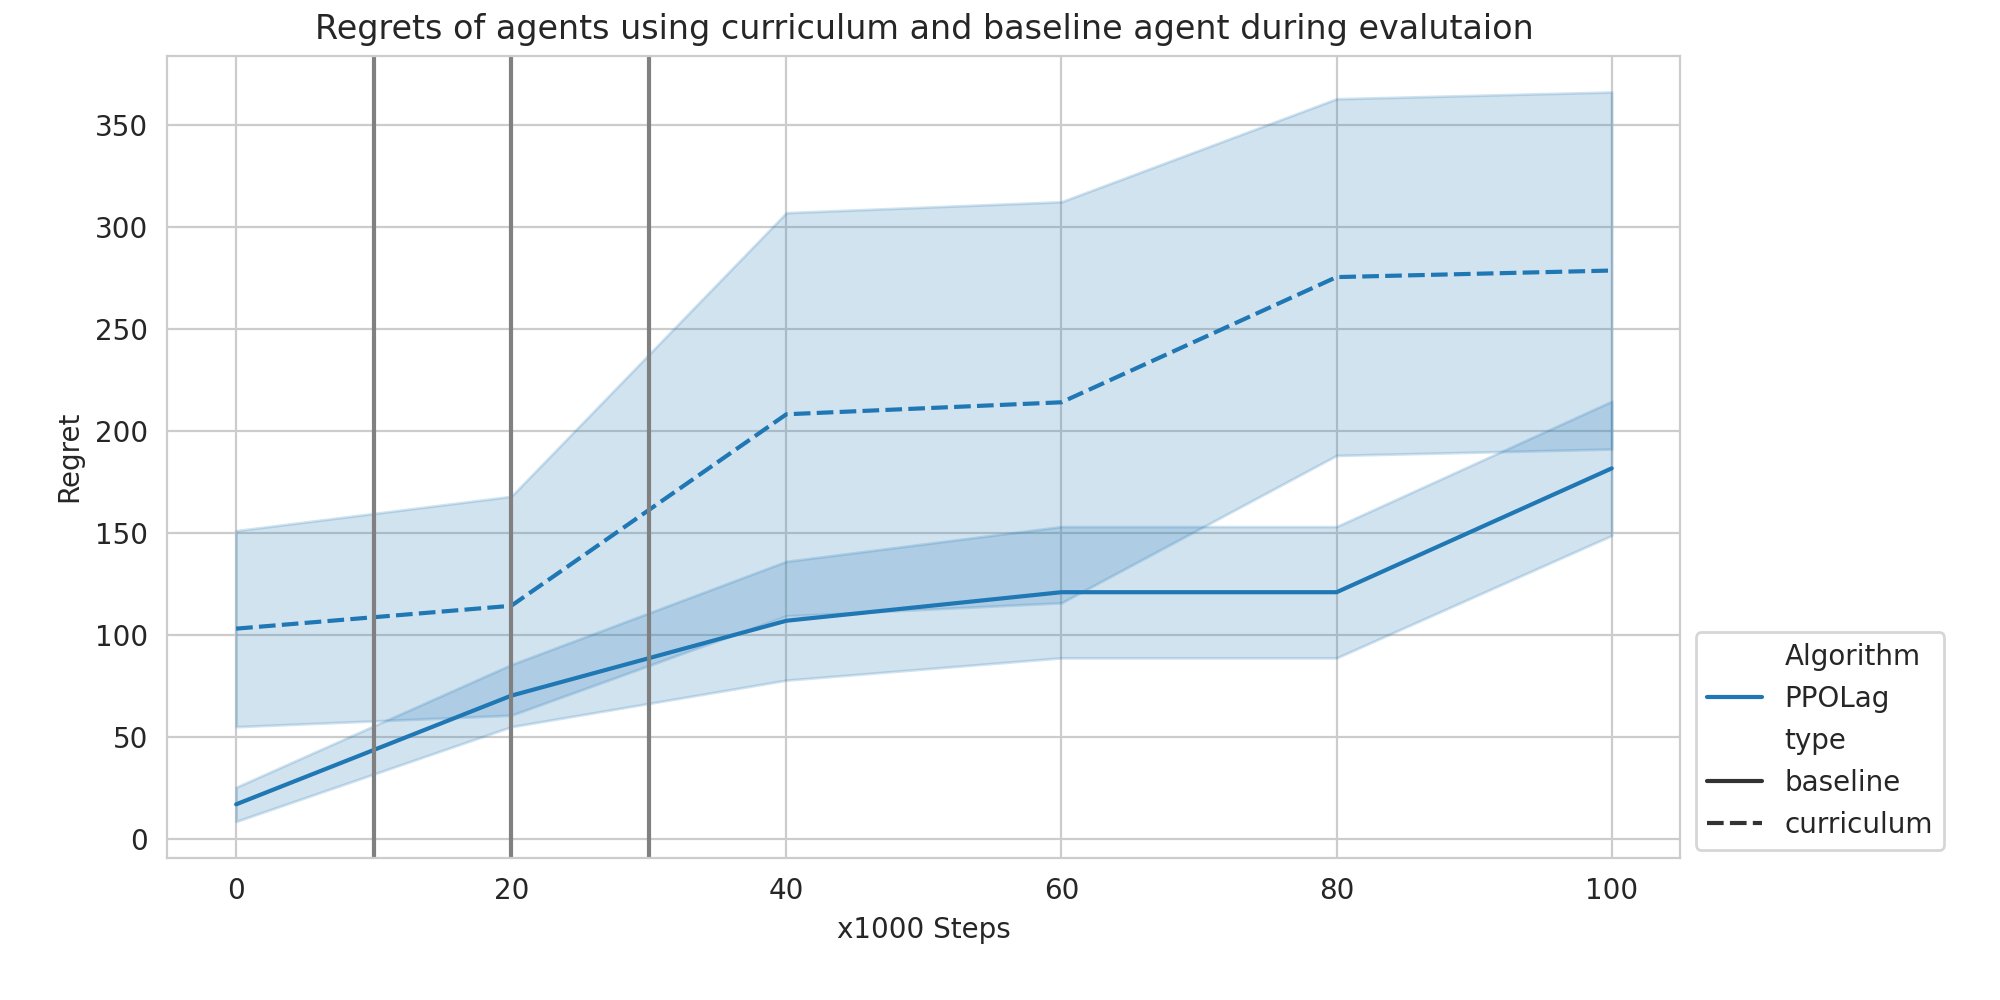 Regrets of agents using curriculum and baseline agent during evalutaion
350
300
250
200
150
100
50
0
Regret
0 20 40 60 80 100
x1000 Steps
Algorithm
PPOLag
type
baseline
curriculum